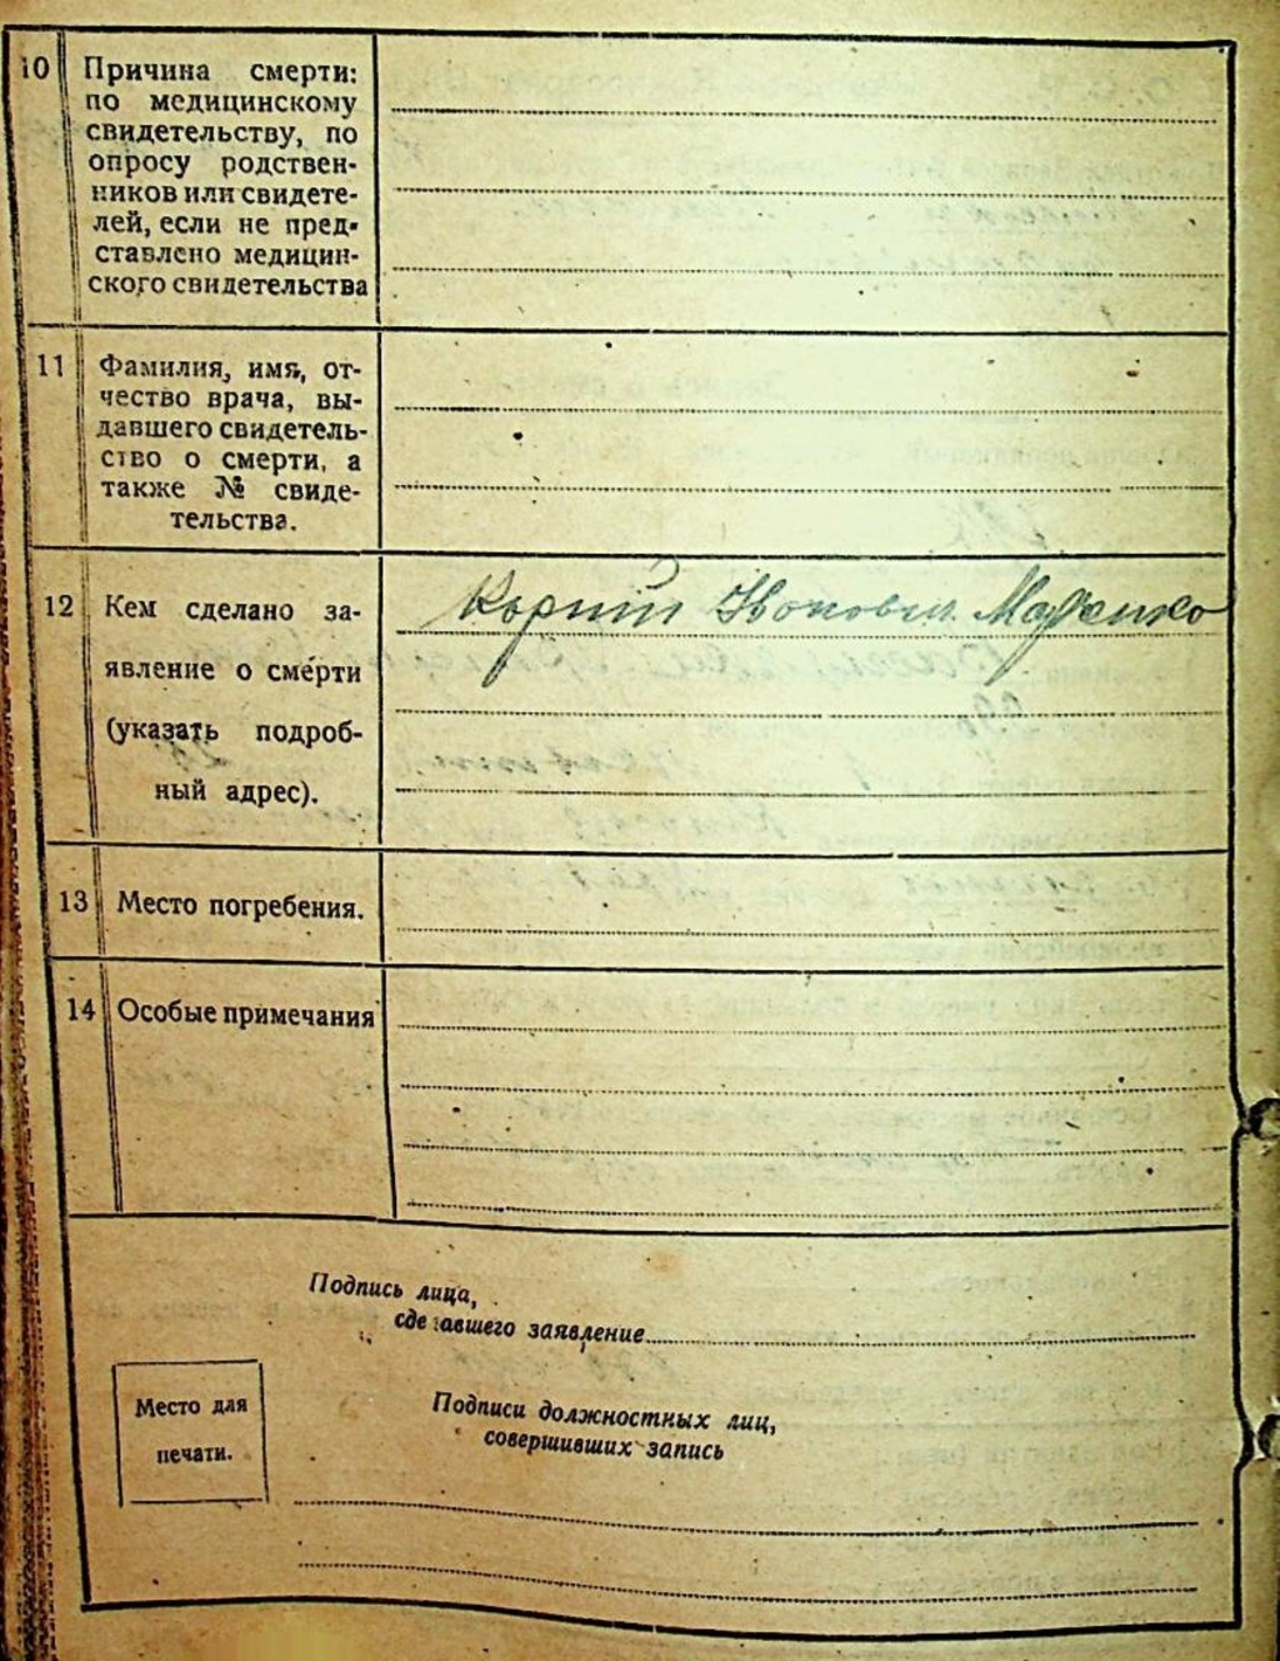 10 Причина смерти:
по медицинскому
свидетельству, по
опросу родствен-
ников или свидете-
лей, если не пред-
ставлено медицин-
ского свидетельства
11 Фамилия, имя, от-
чество врача, вы-
давшего свидетель-
ство о смерти, а
также № свиде-
тельства.
12 Кем сделано за-
явление о смерти
(указать подроб-
ный адрес).
13 Место погребения.
14 Особые примечания
Подпись лица,
сделавшего заявление
Место для
печати.
Подписи должностных лиц,
совершивших запись